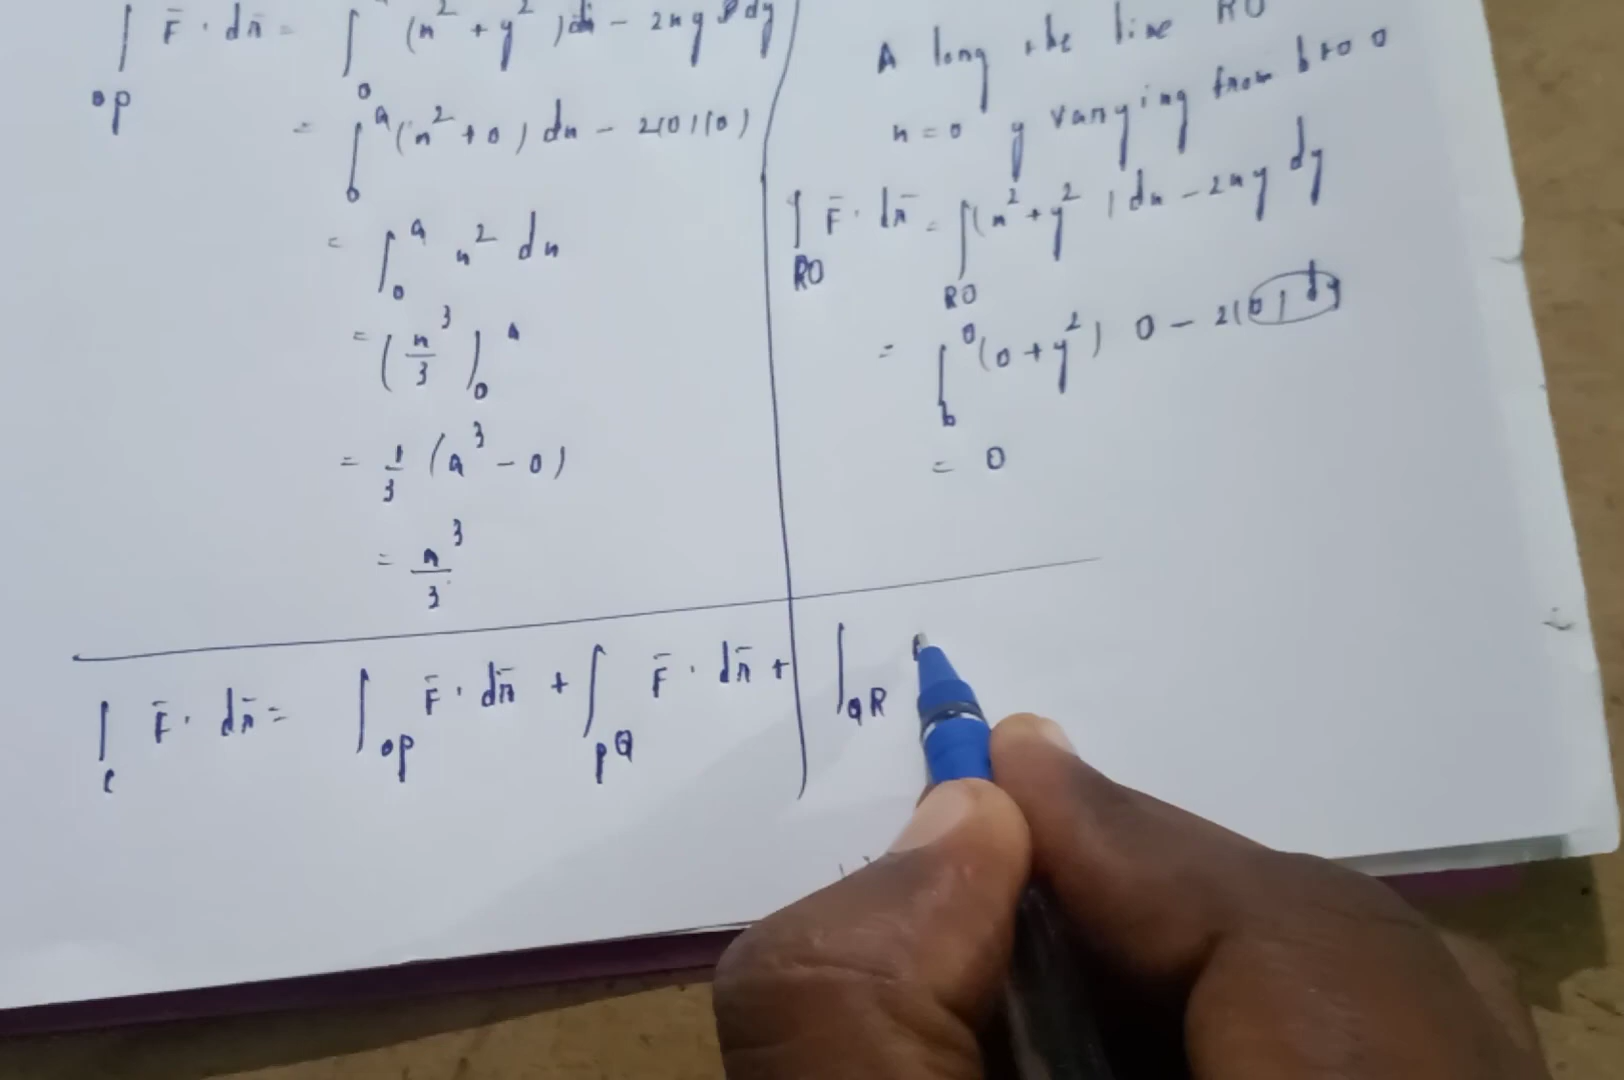 ∫OP F̄ · dr̄ = ∫0 (x² + y²) dx − 2xy dy
= ∫0^a (x² + 0) dx − 2(0)(0)
= ∫0^a x² dx
= (x³/3)0^a
= 1/3 (a³ − 0)
= a³/3
A long the line RO
x = 0 y varying from b to 0
∫RO F̄ · dr̄ = ∫RO (x² + y²) dx − 2xy dy
= ∫b^0 (0 + y²) 0 − 2(0) dy
= 0
∫c F̄ · dr̄ = ∫OP F̄ · dr̄ + ∫PQ F̄ · dr̄ + ∫QR